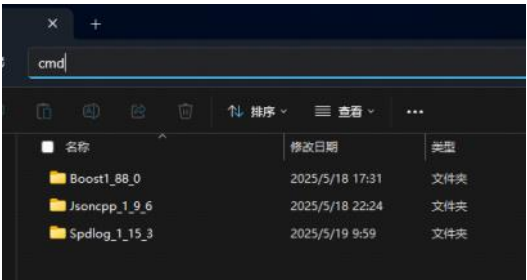 cmd
排序 查看
名称 修改日期 类型
Boost1_88_0 2025/5/18 17:31 文件夹
Jsoncpp_1_9_6 2025/5/18 22:24 文件夹
Spdlog_1_15_3 2025/5/19 9:59 文件夹